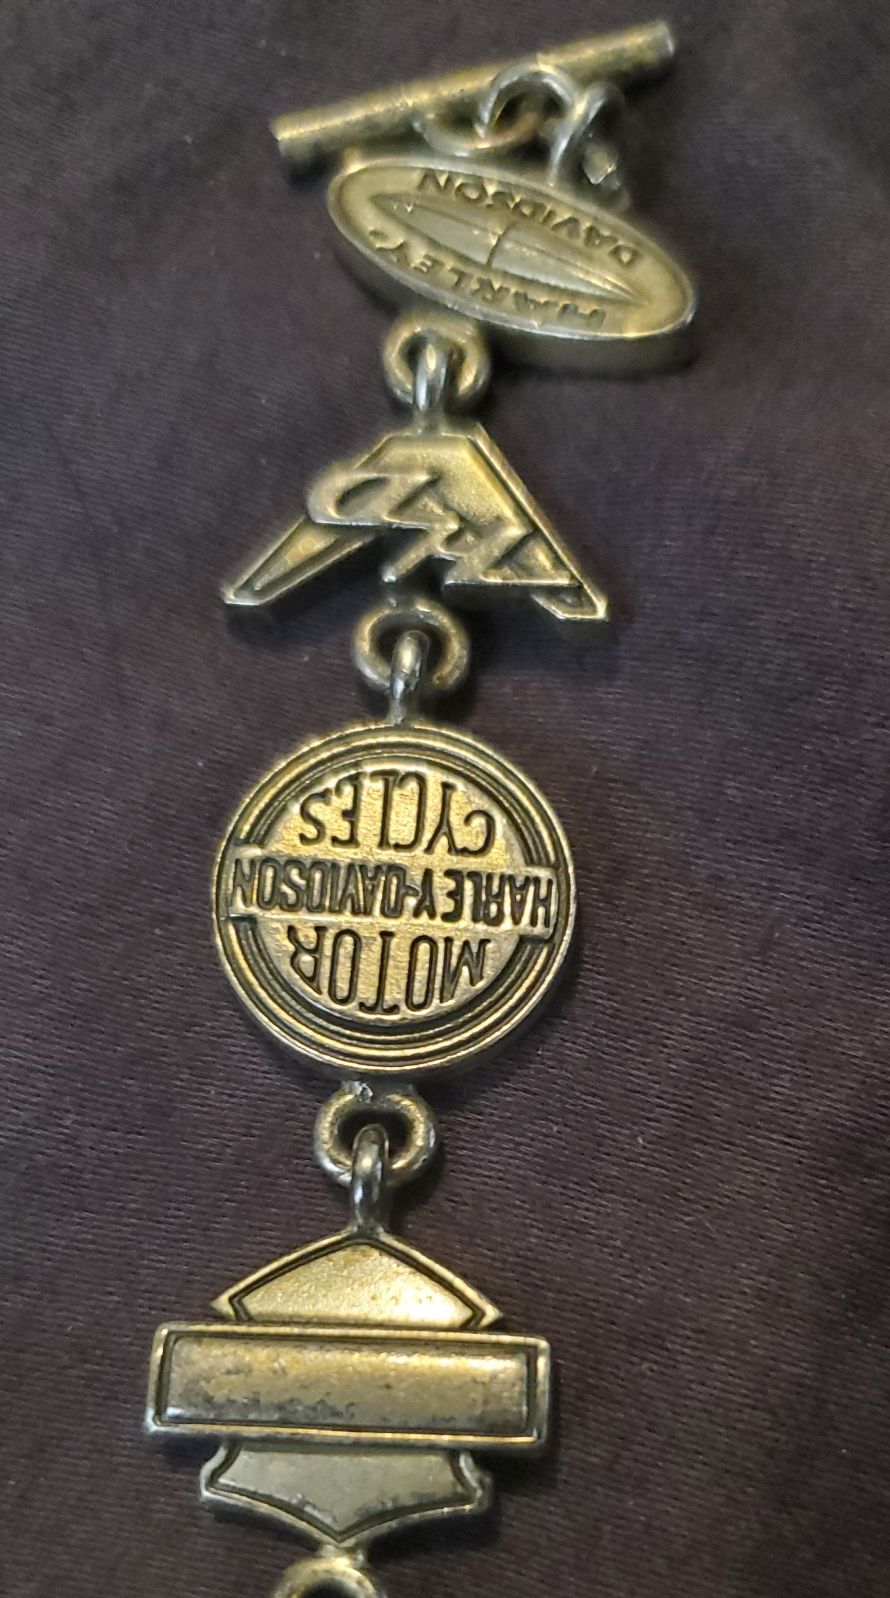 HARLEY-
DAVIDSON
H-D
MOTOR
HARLEY-DAVIDSON
CYCLES